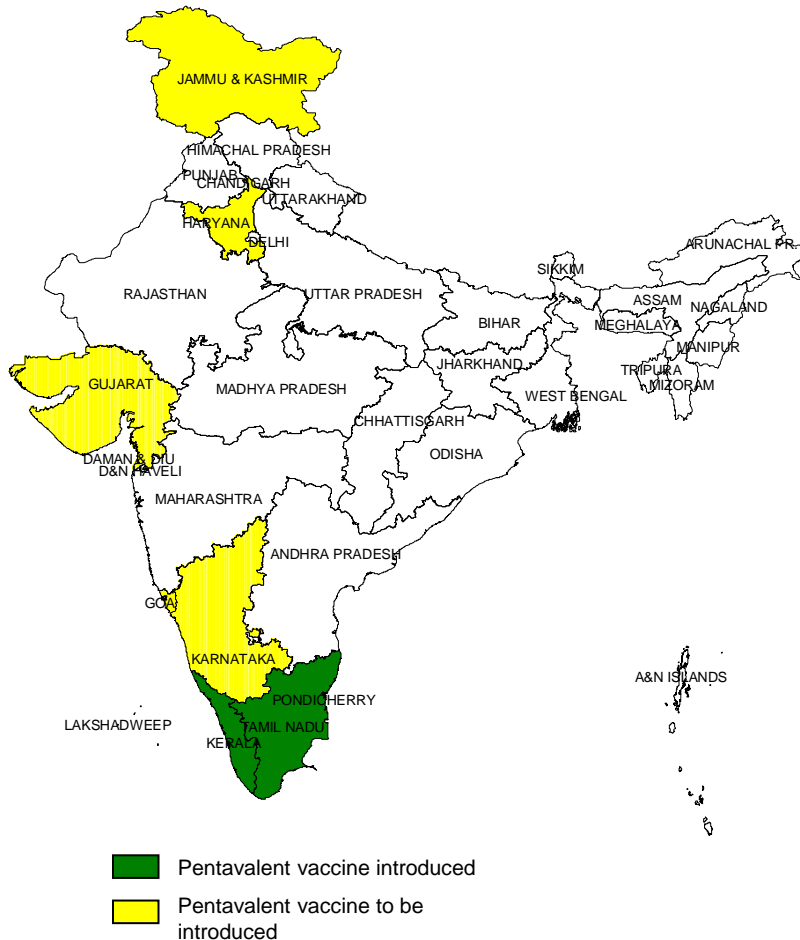 JAMMU & KASHMIR
HIMACHAL PRADESH
PUNJAB
CHANDIGARH
UTTARAKHAND
HARYANA
DELHI
ARUNACHAL PR.
SIKKIM
RAJASTHAN
UTTAR PRADESH
ASSAM
NAGALAND
BIHAR
MEGHALAYA
MANIPUR
JHARKHAND
TRIPURA
GUJARAT
MADHYA PRADESH
MIZORAM
WEST BENGAL
CHHATTISGARH
ODISHA
DAMAN & DIU
D&N HAVELI
MAHARASHTRA
ANDHRA PRADESH
GOA
KARNATAKA
A&N ISLANDS
PONDICHERRY
LAKSHADWEEP
TAMIL NADU
KERALA
Pentavalent vaccine introduced
Pentavalent vaccine to be
introduced